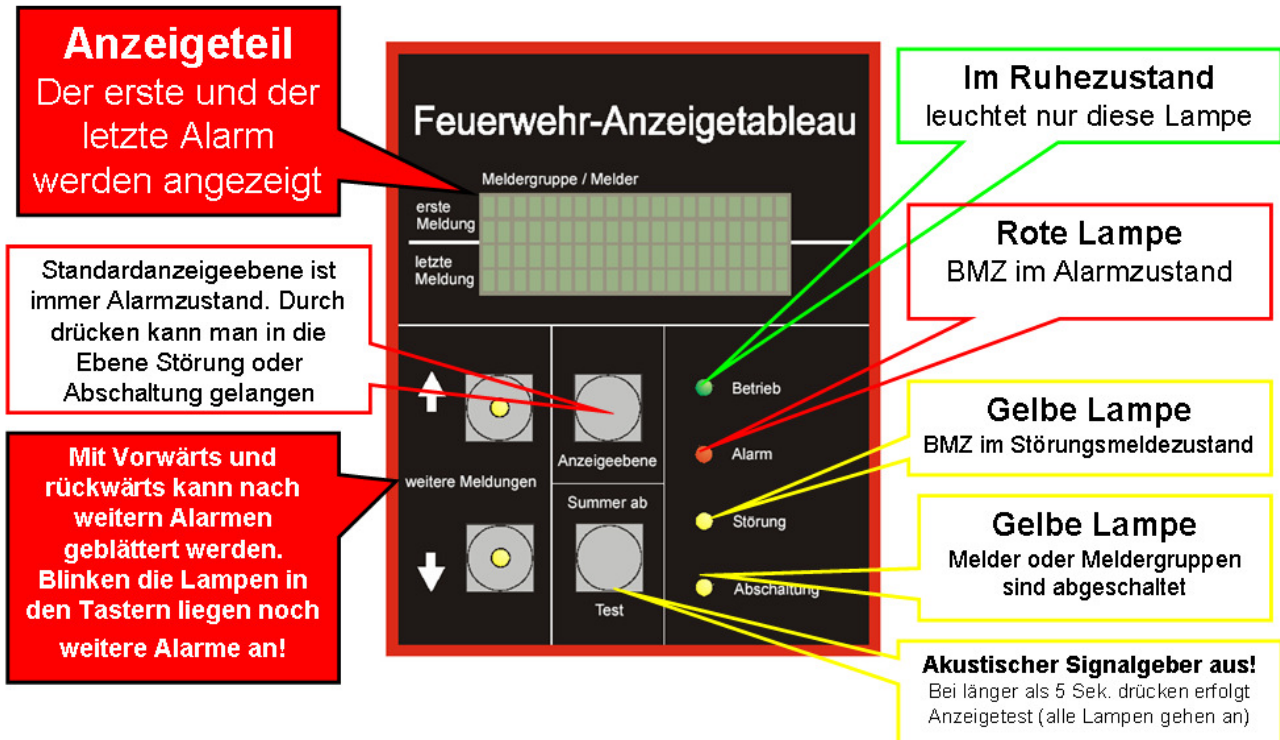 Anzeigeteil
Der erste und der
letzte Alarm
werden angezeigt
Standardanzeigeebene ist
immer Alarmzustand. Durch
drücken kann man in die
Ebene Störung oder
Abschaltung gelangen
Mit Vorwärts und
rückwärts kann nach
weitern Alarmen
geblättert werden.
Blinken die Lampen in
den Tastern liegen noch
weitere Alarme an!
Feuerwehr-Anzeigetableau
Meldergruppe / Melder
erste
Meldung
letzte
Meldung
weitere Meldungen
Anzeigeebene
Summer ab
Test
Betrieb
Alarm
Störung
Abschaltung
Im Ruhezustand
leuchtet nur diese Lampe
Rote Lampe
BMZ im Alarmzustand
Gelbe Lampe
BMZ im Störungsmeldezustand
Gelbe Lampe
Melder oder Meldergruppen
sind abgeschaltet
Akustischer Signalgeber aus!
Bei länger als 5 Sek. drücken erfolgt
Anzeigetest (alle Lampen gehen an)